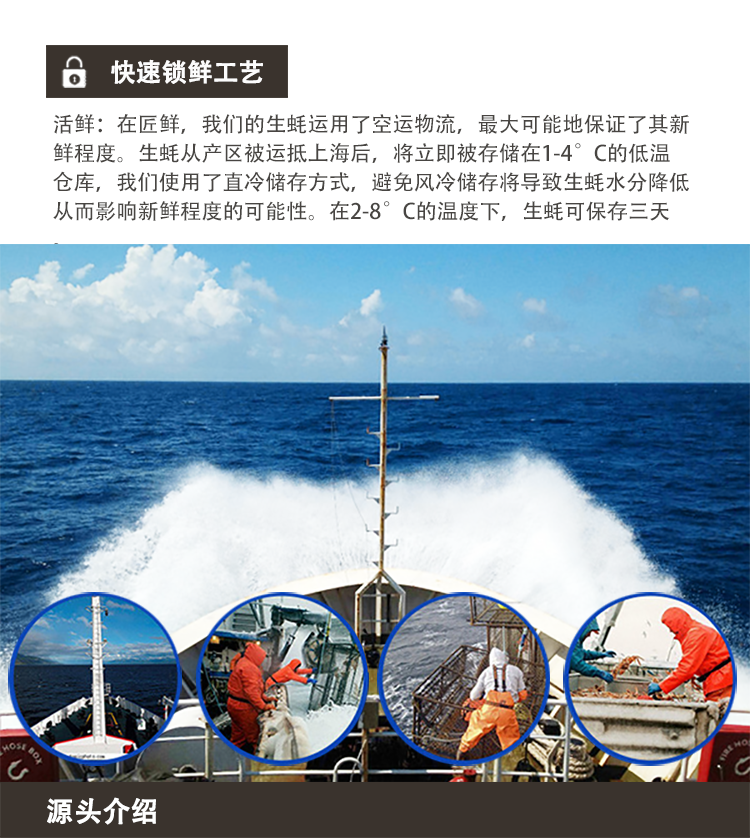 快速锁鲜工艺
活鲜：在匠鲜，我们的生蚝运用了空运物流，最大可能地保证了其新
鲜程度。生蚝从产区被运抵上海后，将立即被存储在1-4°C的低温
仓库，我们使用了直冷储存方式，避免风冷储存将导致生蚝水分降低
从而影响新鲜程度的可能性。在2-8°C的温度下，生蚝可保存三天
HOSE BOX
FIRE HOSE BOX
源头介绍